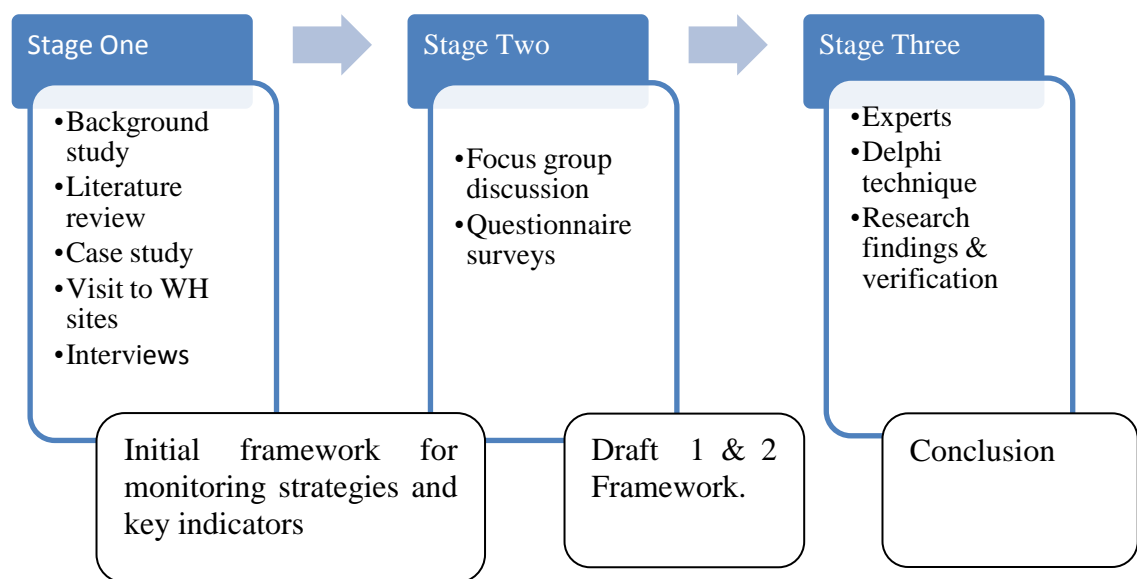 Stage One
•Background
study
•Literature
review
•Case study
•Visit to WH
sites
•Interviews
Initial framework for
monitoring strategies and
key indicators
Stage Two
•Focus group
discussion
•Questionnaire
surveys
Draft 1 & 2
Framework.
Stage Three
•Experts
•Delphi
technique
•Research
findings &
verification
Conclusion